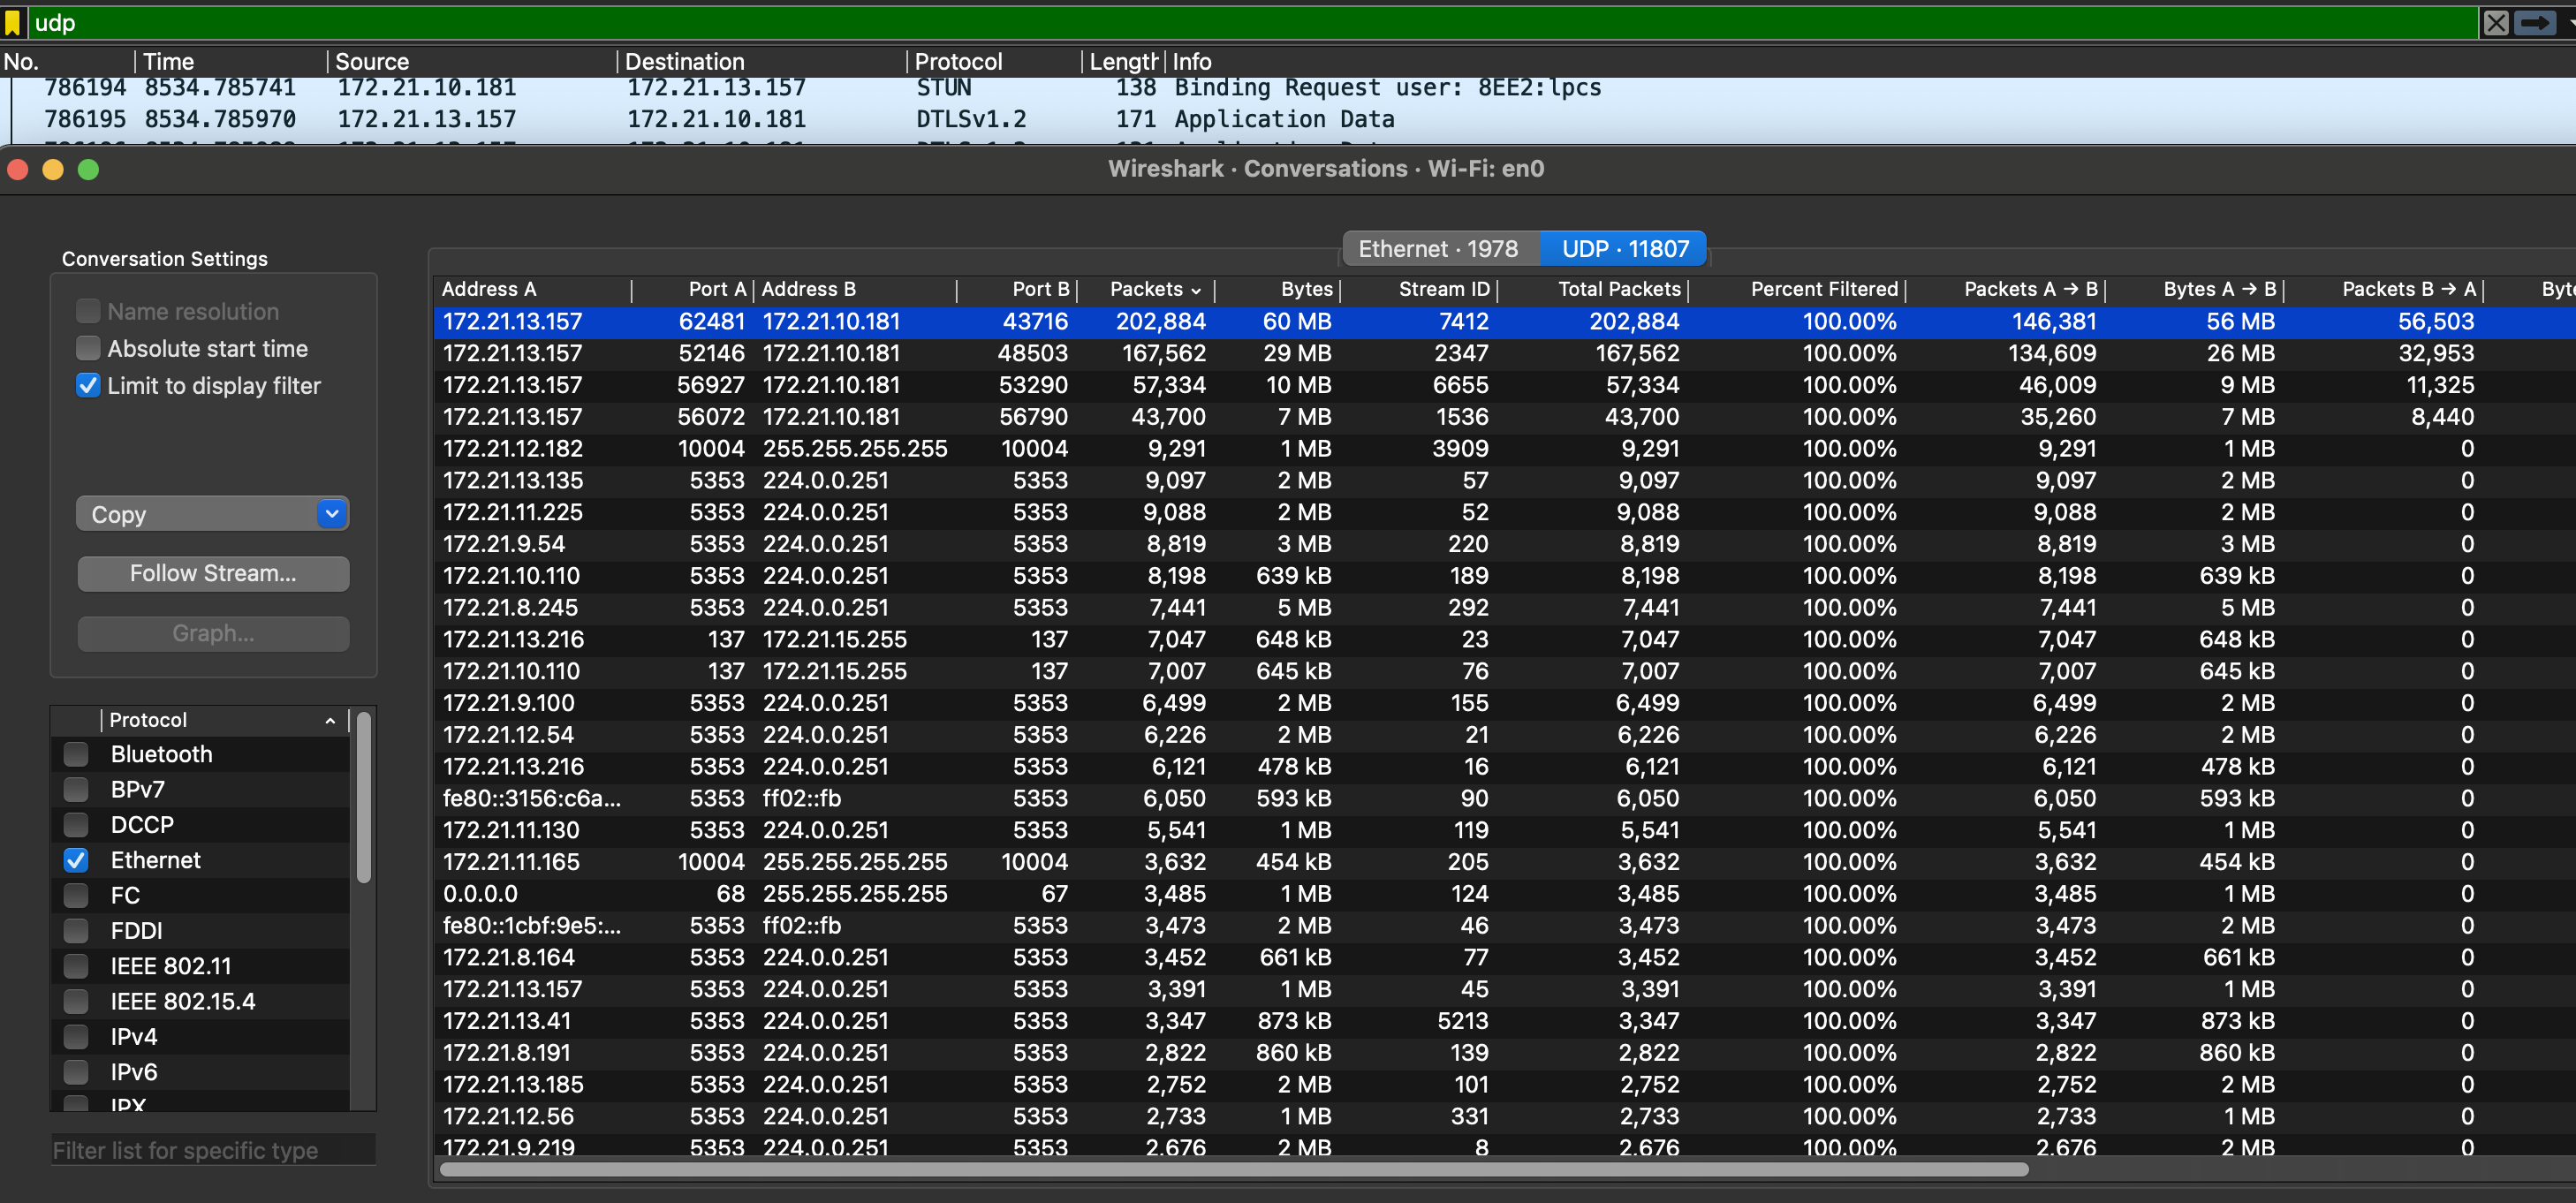 udp
No. Time Source Destination Protocol Length Info
786194 8534.785741 172.21.10.181 172.21.13.157 STUN 138 Binding Request user: 8EE2:lpcs
786195 8534.785970 172.21.13.157 172.21.10.181 DTLSv1.2 171 Application Data
Wireshark · Conversations · Wi-Fi: en0
Conversation Settings
Name resolution
Absolute start time
Limit to display filter
Copy
Follow Stream...
Graph...
Protocol
Bluetooth
BPv7
DCCP
Ethernet
FC
FDDI
IEEE 802.11
IEEE 802.15.4
IPv4
IPv6
IPX
Filter list for specific type
Ethernet · 1978 UDP · 11807
Address A Port A Address B Port B Packets Bytes Stream ID Total Packets Percent Filtered Packets A → B Bytes A → B Packets B → A Byte
172.21.13.157 62481 172.21.10.181 43716 202,884 60 MB 7412 202,884 100.00% 146,381 56 MB 56,503
172.21.13.157 52146 172.21.10.181 48503 167,562 29 MB 2347 167,562 100.00% 134,609 26 MB 32,953
172.21.13.157 56927 172.21.10.181 53290 57,334 10 MB 6655 57,334 100.00% 46,009 9 MB 11,325
172.21.13.157 56072 172.21.10.181 56790 43,700 7 MB 1536 43,700 100.00% 35,260 7 MB 8,440
172.21.12.182 10004 255.255.255.255 10004 9,291 1 MB 3909 9,291 100.00% 9,291 1 MB 0
172.21.13.135 5353 224.0.0.251 5353 9,097 2 MB 57 9,097 100.00% 9,097 2 MB 0
172.21.11.225 5353 224.0.0.251 5353 9,088 2 MB 52 9,088 100.00% 9,088 2 MB 0
172.21.9.54 5353 224.0.0.251 5353 8,819 3 MB 220 8,819 100.00% 8,819 3 MB 0
172.21.10.110 5353 224.0.0.251 5353 8,198 639 kB 189 8,198 100.00% 8,198 639 kB 0
172.21.8.245 5353 224.0.0.251 5353 7,441 5 MB 292 7,441 100.00% 7,441 5 MB 0
172.21.13.216 137 172.21.15.255 137 7,047 648 kB 23 7,047 100.00% 7,047 648 kB 0
172.21.10.110 137 172.21.15.255 137 7,007 645 kB 76 7,007 100.00% 7,007 645 kB 0
172.21.9.100 5353 224.0.0.251 5353 6,499 2 MB 155 6,499 100.00% 6,499 2 MB 0
172.21.12.54 5353 224.0.0.251 5353 6,226 2 MB 21 6,226 100.00% 6,226 2 MB 0
172.21.13.216 5353 224.0.0.251 5353 6,121 478 kB 16 6,121 100.00% 6,121 478 kB 0
fe80::3156:c6a... 5353 ff02::fb 5353 6,050 593 kB 90 6,050 100.00% 6,050 593 kB 0
172.21.11.130 5353 224.0.0.251 5353 5,541 1 MB 119 5,541 100.00% 5,541 1 MB 0
172.21.11.165 10004 255.255.255.255 10004 3,632 454 kB 205 3,632 100.00% 3,632 454 kB 0
0.0.0.0 68 255.255.255.255 67 3,485 1 MB 124 3,485 100.00% 3,485 1 MB 0
fe80::1cbf:9e5:... 5353 ff02::fb 5353 3,473 2 MB 46 3,473 100.00% 3,473 2 MB 0
172.21.8.164 5353 224.0.0.251 5353 3,452 661 kB 77 3,452 100.00% 3,452 661 kB 0
172.21.13.157 5353 224.0.0.251 5353 3,391 1 MB 45 3,391 100.00% 3,391 1 MB 0
172.21.13.41 5353 224.0.0.251 5353 3,347 873 kB 5213 3,347 100.00% 3,347 873 kB 0
172.21.8.191 5353 224.0.0.251 5353 2,822 860 kB 139 2,822 100.00% 2,822 860 kB 0
172.21.13.185 5353 224.0.0.251 5353 2,752 2 MB 101 2,752 100.00% 2,752 2 MB 0
172.21.12.56 5353 224.0.0.251 5353 2,733 1 MB 331 2,733 100.00% 2,733 1 MB 0
172.21.9.219 5353 224.0.0.251 5353 2,676 2 MB 8 2,676 100.00% 2,676 2 MB 0